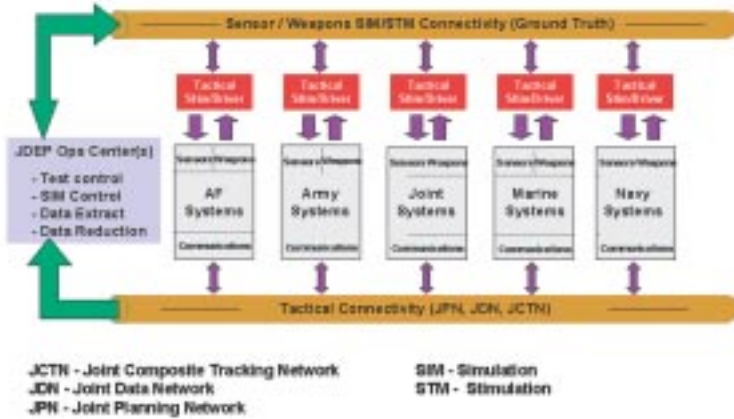 Sensor / Weapons SIM/STM Connectivity (Ground Truth)
Tactical
Stim/Driver
Tactical
Stim/Driver
Tactical
Stim/Driver
Tactical
Stim/Driver
Tactical
Stim/Driver
JDEP Ops Center(s)
- Test control
- SIM Control
- Data Extract
- Data Reduction
Sensors/Weapons
AF
Systems
Communications
Sensors/Weapon
Army
Systems
Communications
Sensors/Weapons
Joint
Systems
Communications
Sensors/Weapon
Marine
Systems
Communications
Sensors/Weapons
Navy
Systems
Communications
Tactical Connectivity (JPN, JDN, JCTN)
JCTN - Joint Composite Tracking Network
JDN - Joint Data Network
JPN - Joint Planning Network
SIM - Simulation
STM - Stimulation